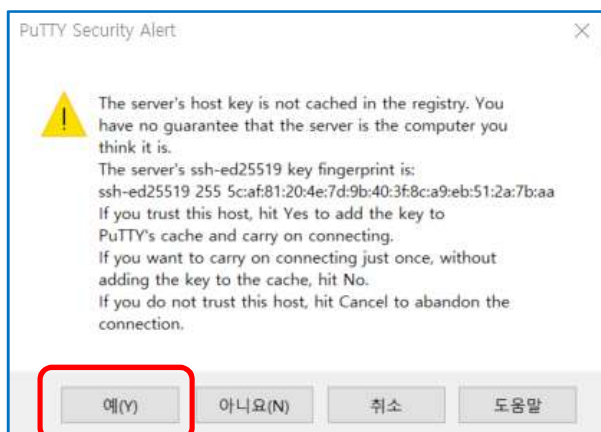 PuTTY Security Alert
The server's host key is not cached in the registry. You
have no guarantee that the server is the computer you
think it is.
The server's ssh-ed25519 key fingerprint is:
ssh-ed25519 255 5c:af:81:20:4e:7d:9b:40:3f:8c:a9:eb:51:2a:7b:aa
If you trust this host, hit Yes to add the key to
PuTTY's cache and carry on connecting.
If you want to carry on connecting just once, without
adding the key to the cache, hit No.
If you do not trust this host, hit Cancel to abandon the
connection.
예(Y) 아니요(N) 취소 도움말